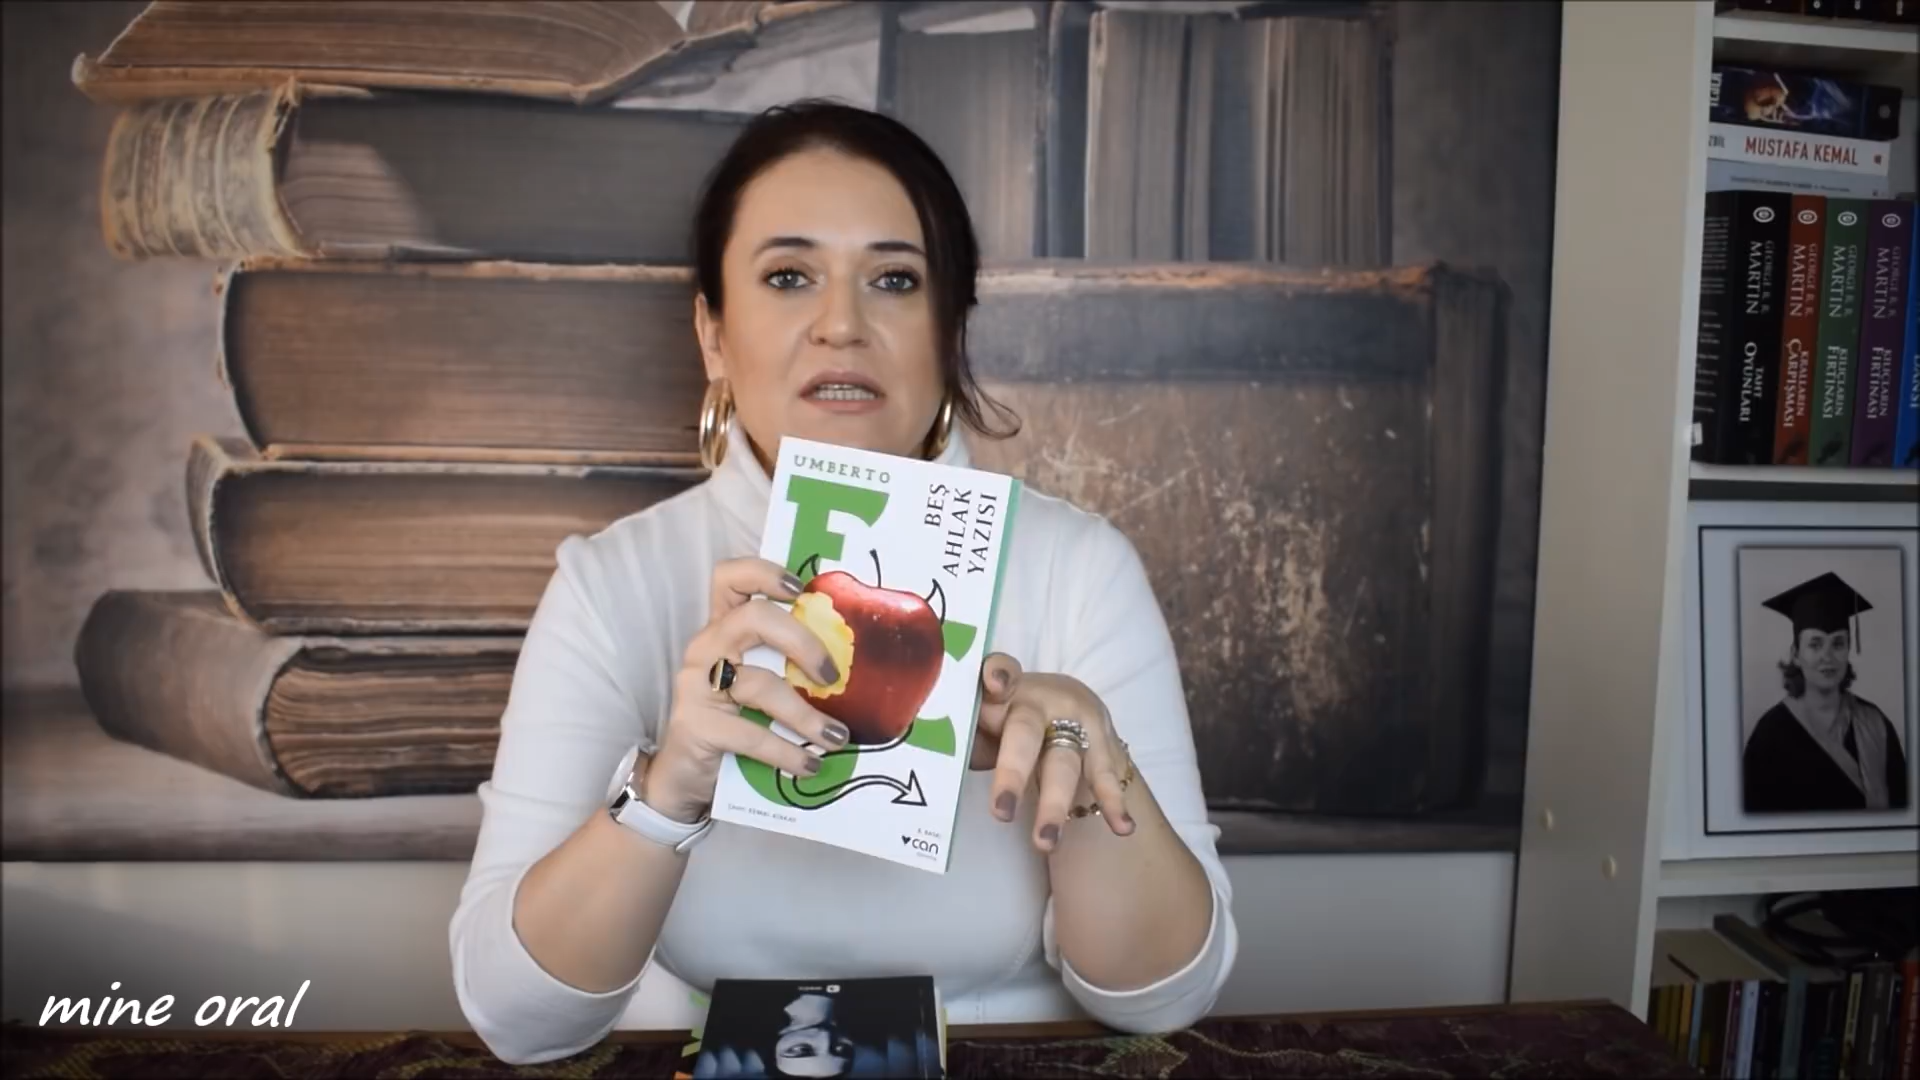 UMBERTO
ECO
BEŞ
AHLAK
YAZISI
can
MUSTAFA KEMAL
GEORGE R. R.
MARTIN
TAHT
OYUNLARI
GEORGE R. R.
MARTIN
KRALLARIN
ÇARPIŞMASI
GEORGE R. R.
MARTIN
KILIÇLARIN
FIRTINASI
GEORGE R. R.
MARTIN
KILIÇLARIN
FIRTINASI
mine oral